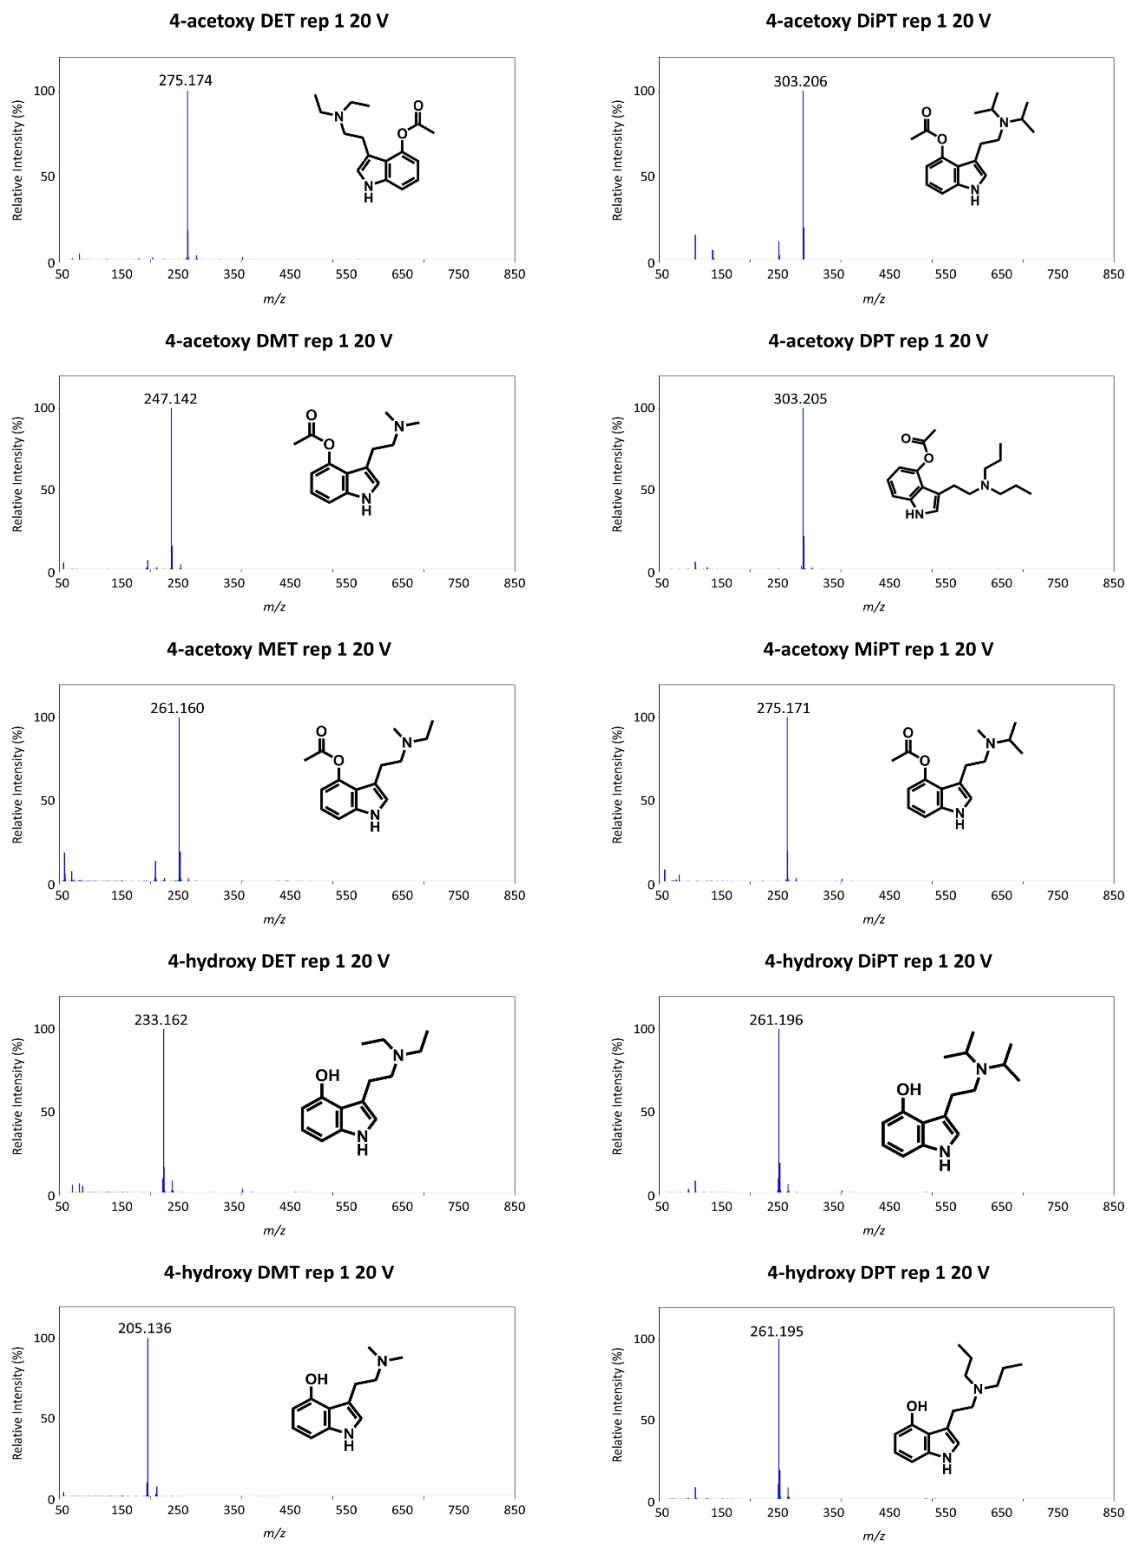 4-acetoxy DET rep 1 20 V
Relative Intensity (%)
100
50
0
275.174
N
O
O
N
H
50 150 250 350 450 550 650 750 850
m/z
4-acetoxy DiPT rep 1 20 V
Relative Intensity (%)
100
50
0
303.206
O
O
N
N
H
50 150 250 350 450 550 650 750 850
m/z
4-acetoxy DMT rep 1 20 V
Relative Intensity (%)
100
50
0
247.142
O
O
N
N
H
50 150 250 350 450 550 650 750 850
m/z
4-acetoxy DPT rep 1 20 V
Relative Intensity (%)
100
50
0
303.205
O
O
N
HN
50 150 250 350 450 550 650 750 850
m/z
4-acetoxy MET rep 1 20 V
Relative Intensity (%)
100
50
0
261.160
O
O
N
N
H
50 150 250 350 450 550 650 750 850
m/z
4-acetoxy MiPT rep 1 20 V
Relative Intensity (%)
100
50
0
275.171
O
O
N
N
H
50 150 250 350 450 550 650 750 850
m/z
4-hydroxy DET rep 1 20 V
Relative Intensity (%)
100
50
0
233.162
N
OH
N
H
50 150 250 350 450 550 650 750 850
m/z
4-hydroxy DiPT rep 1 20 V
Relative Intensity (%)
100
50
0
261.196
N
OH
N
H
50 150 250 350 450 550 650 750 850
m/z
4-hydroxy DMT rep 1 20 V
Relative Intensity (%)
100
50
0
205.136
N
OH
N
H
50 150 250 350 450 550 650 750 850
m/z
4-hydroxy DPT rep 1 20 V
Relative Intensity (%)
100
50
0
261.195
N
OH
N
H
50 150 250 350 450 550 650 750 850
m/z